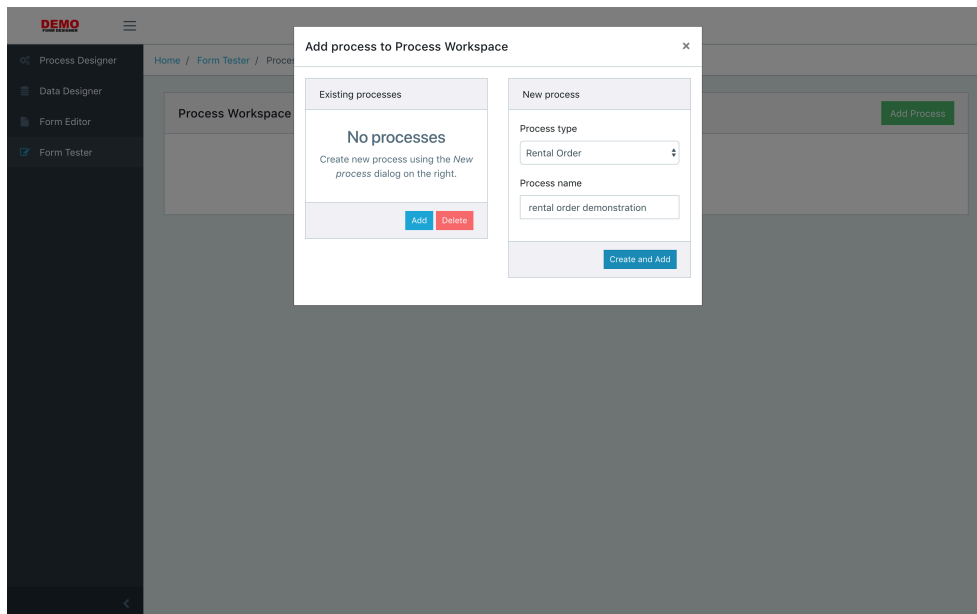 DEMO
FORM DESIGNER
Process Designer
Data Designer
Form Editor
Form Tester
Home / Form Tester / Proces
Process Workspace
Add Process
Add process to Process Workspace
×
Existing processes
No processes
Create new process using the New
process dialog on the right.
Add
Delete
New process
Process type
Rental Order
Process name
rental order demonstration
Create and Add